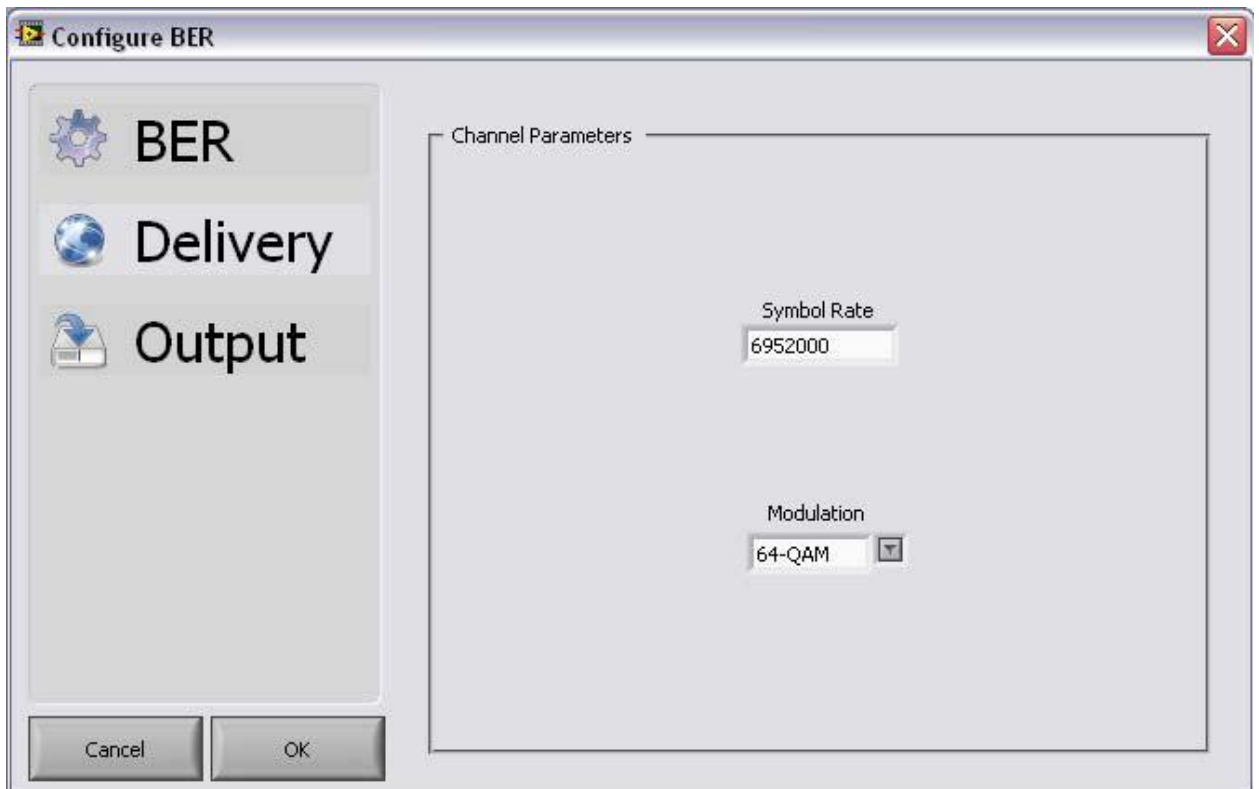 Configure BER
BER
Delivery
Output
Cancel
OK
Channel Parameters
Symbol Rate
6952000
Modulation
64-QAM